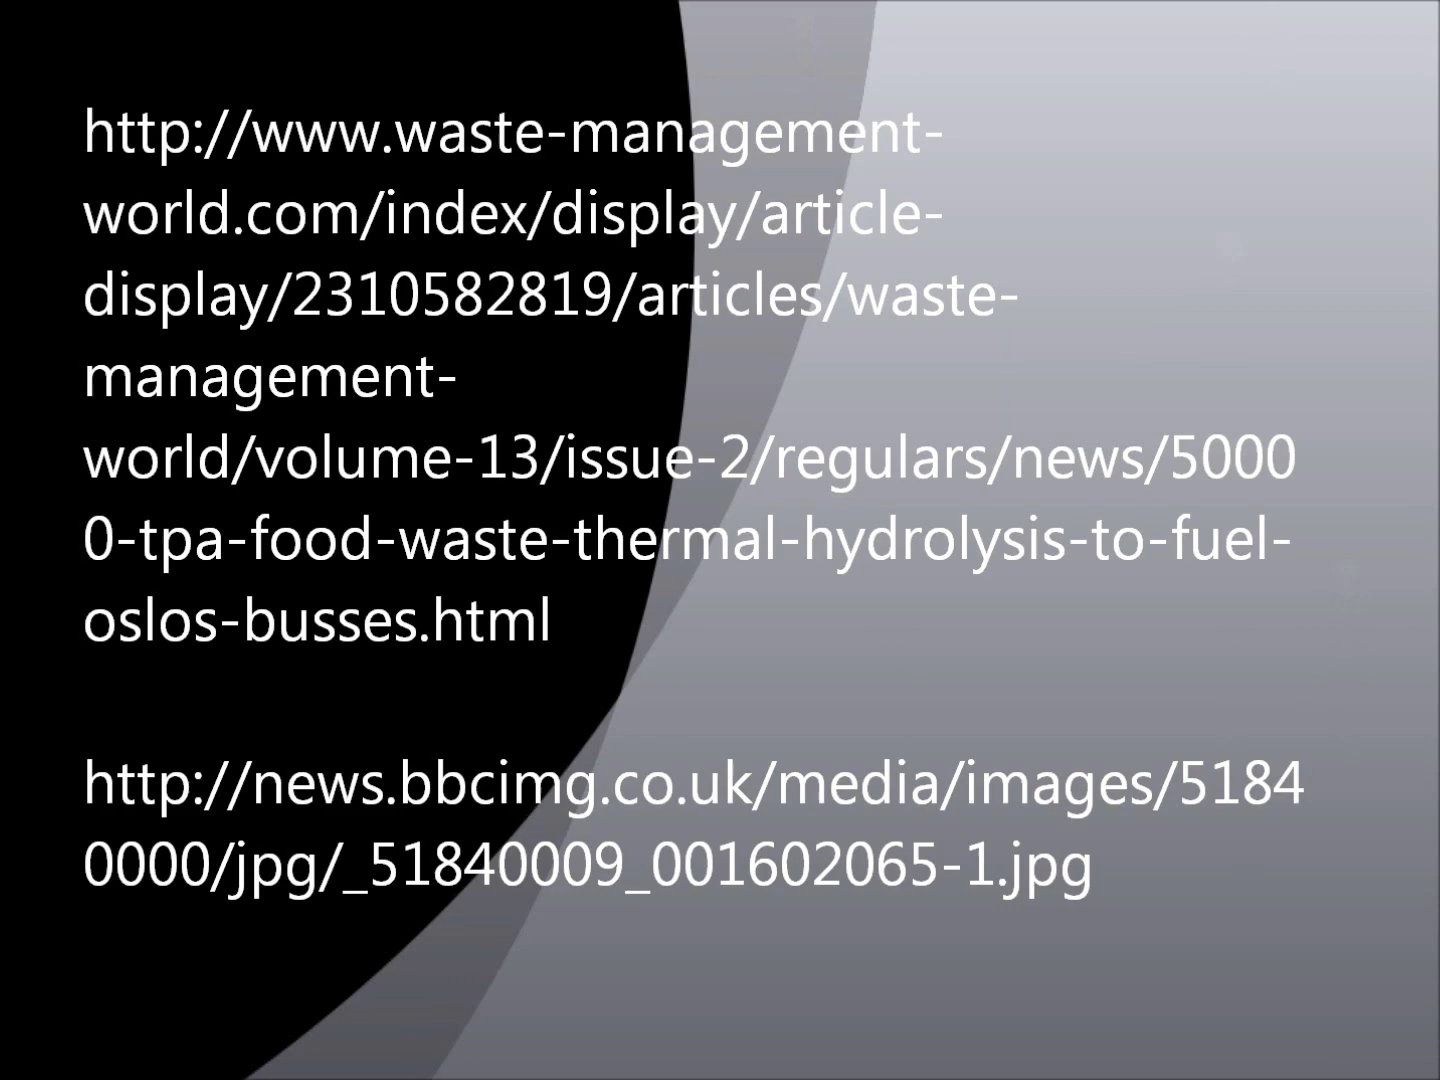 http://www.waste-management-
world.com/index/display/article-
display/2310582819/articles/waste-
management-
world/volume-13/issue-2/regulars/news/5000
0-tpa-food-waste-thermal-hydrolysis-to-fuel-
oslos-busses.html
http://news.bbcimg.co.uk/media/images/5184
0000/jpg/_51840009_001602065-1.jpg